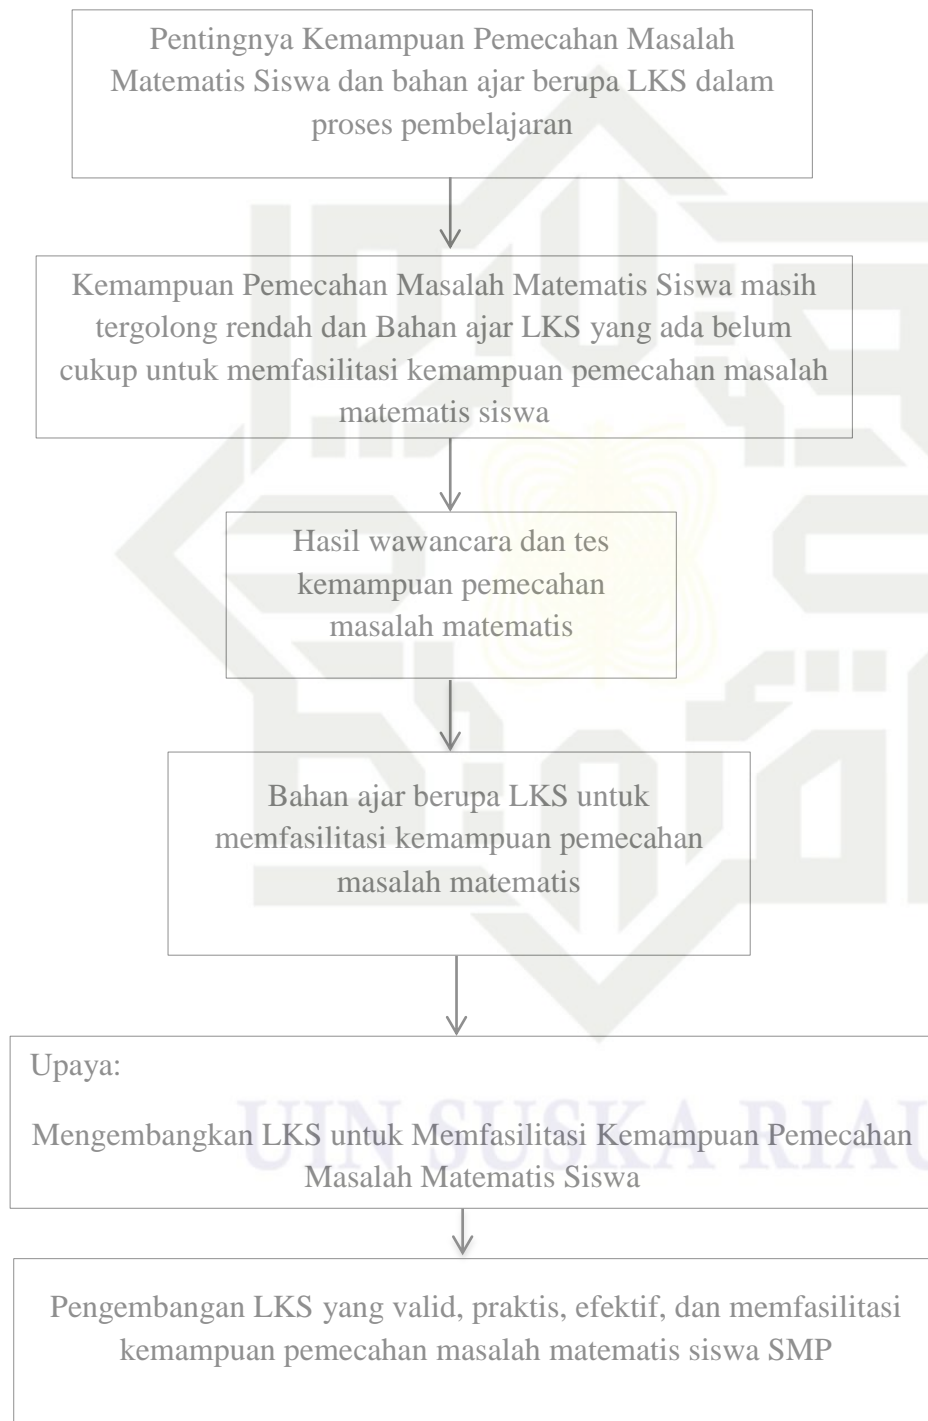 Pentingnya Kemampuan Pemecahan Masalah
Matematis Siswa dan bahan ajar berupa LKS dalam
proses pembelajaran
Kemampuan Pemecahan Masalah Matematis Siswa masih
tergolong rendah dan Bahan ajar LKS yang ada belum
cukup untuk memfasilitasi kemampuan pemecahan masalah
matematis siswa
Hasil wawancara dan tes
kemampuan pemecahan
masalah matematis
Bahan ajar berupa LKS untuk
memfasilitasi kemampuan pemecahan
masalah matematis
Upaya:
UIN SUSKA RIAU
Mengembangkan LKS untuk Memfasilitasi Kemampuan Pemecahan
Masalah Matematis Siswa
Pengembangan LKS yang valid, praktis, efektif, dan memfasilitasi
kemampuan pemecahan masalah matematis siswa SMP